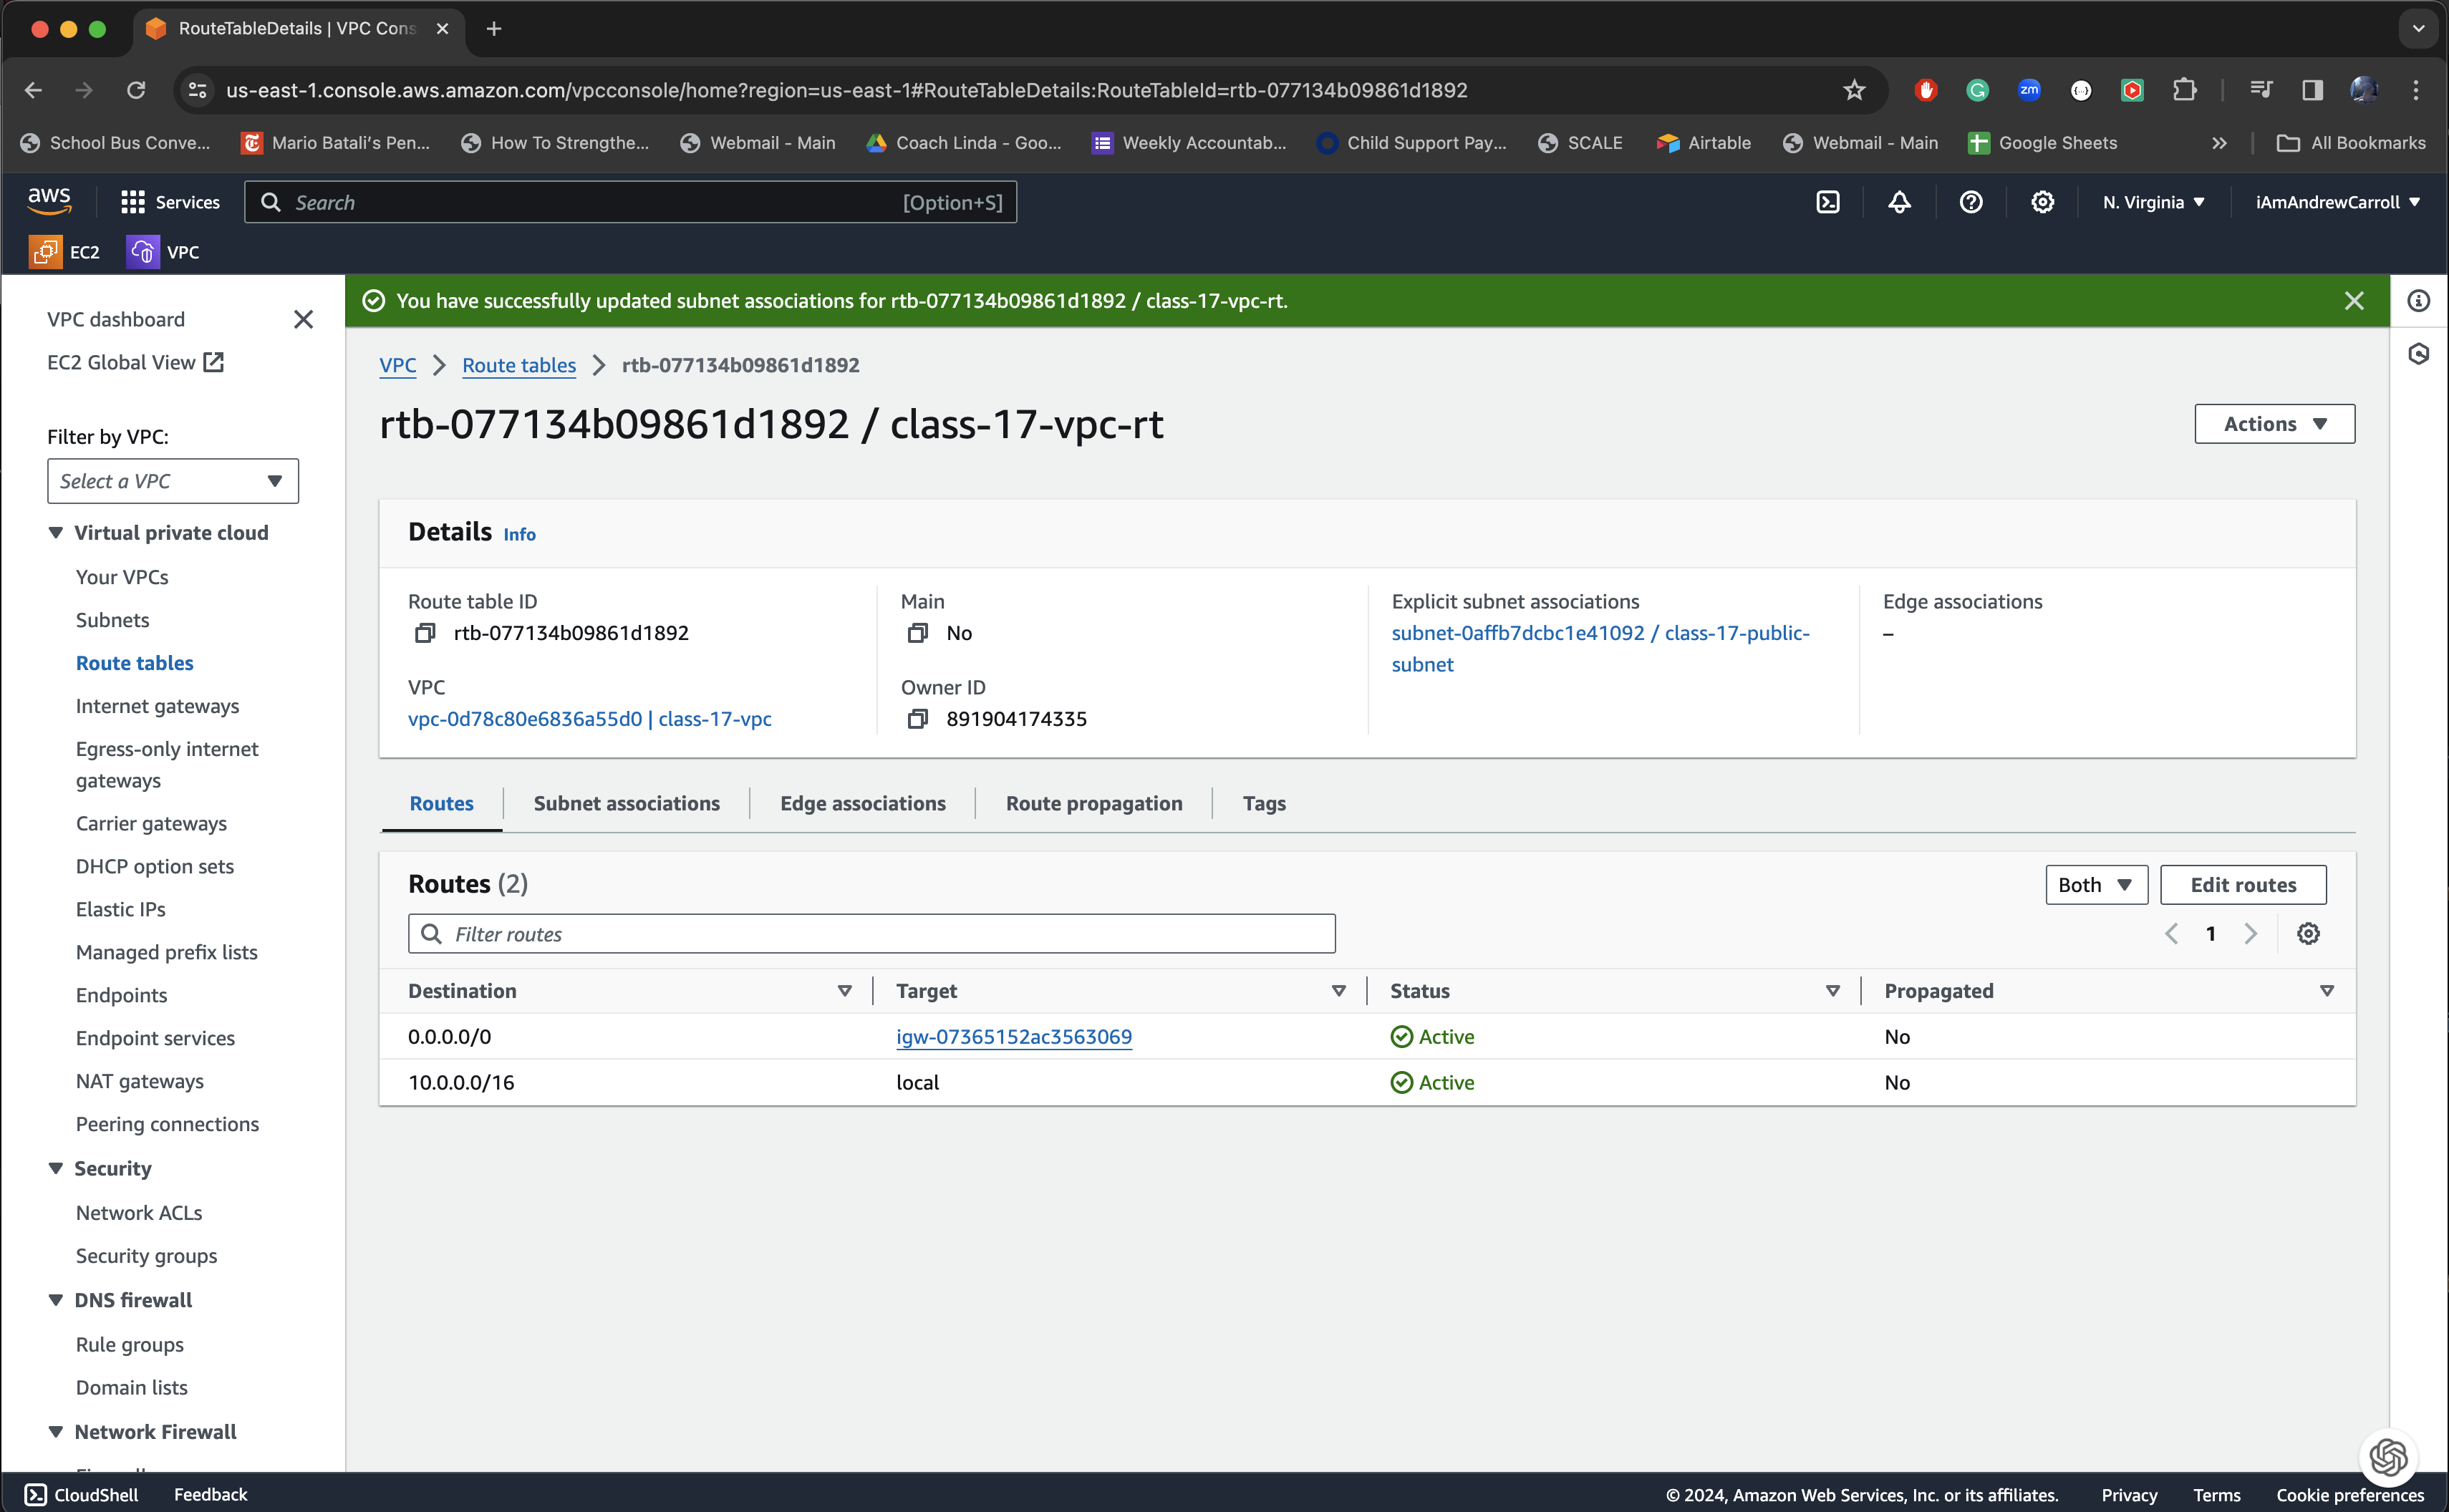 RouteTableDetails | VPC Cons
us-east-1.console.aws.amazon.com/vpcconsole/home?region=us-east-1#RouteTableDetails:RouteTableId=rtb-077134b09861d1892
zm
School Bus Conve...
Mario Batali's Pen...
How To Strengthe...
Webmail - Main
Coach Linda - Goo...
Weekly Accountab...
Child Support Pay...
SCALE
Airtable
Webmail - Main
Google Sheets
All Bookmarks
aws
Services
Search
[Option+S]
N. Virginia
iAmAndrewCarroll
EC2
VPC
VPC dashboard
EC2 Global View
Filter by VPC:
Select a VPC
Virtual private cloud
Your VPCs
Subnets
Route tables
Internet gateways
Egress-only internet
gateways
Carrier gateways
DHCP option sets
Elastic IPs
Managed prefix lists
Endpoints
Endpoint services
NAT gateways
Peering connections
Security
Network ACLs
Security groups
DNS firewall
Rule groups
Domain lists
Network Firewall
You have successfully updated subnet associations for rtb-077134b09861d1892 / class-17-vpc-rt.
VPC > Route tables > rtb-077134b09861d1892
rtb-077134b09861d1892 / class-17-vpc-rt
Actions
Details Info
Route table ID
rtb-077134b09861d1892
Main
No
Explicit subnet associations
subnet-0affb7dcbc1e41092 / class-17-public-
subnet
Edge associations
–
VPC
vpc-0d78c80e6836a55d0 | class-17-vpc
Owner ID
891904174335
Routes
Subnet associations
Edge associations
Route propagation
Tags
Routes (2)
Both
Edit routes
Filter routes
1
Destination Target Status Propagated
0.0.0.0/0 igw-07365152ac3563069 Active No
10.0.0.0/16 local Active No
CloudShell
Feedback
© 2024, Amazon Web Services, Inc. or its affiliates.
Privacy
Terms
Cookie preferences